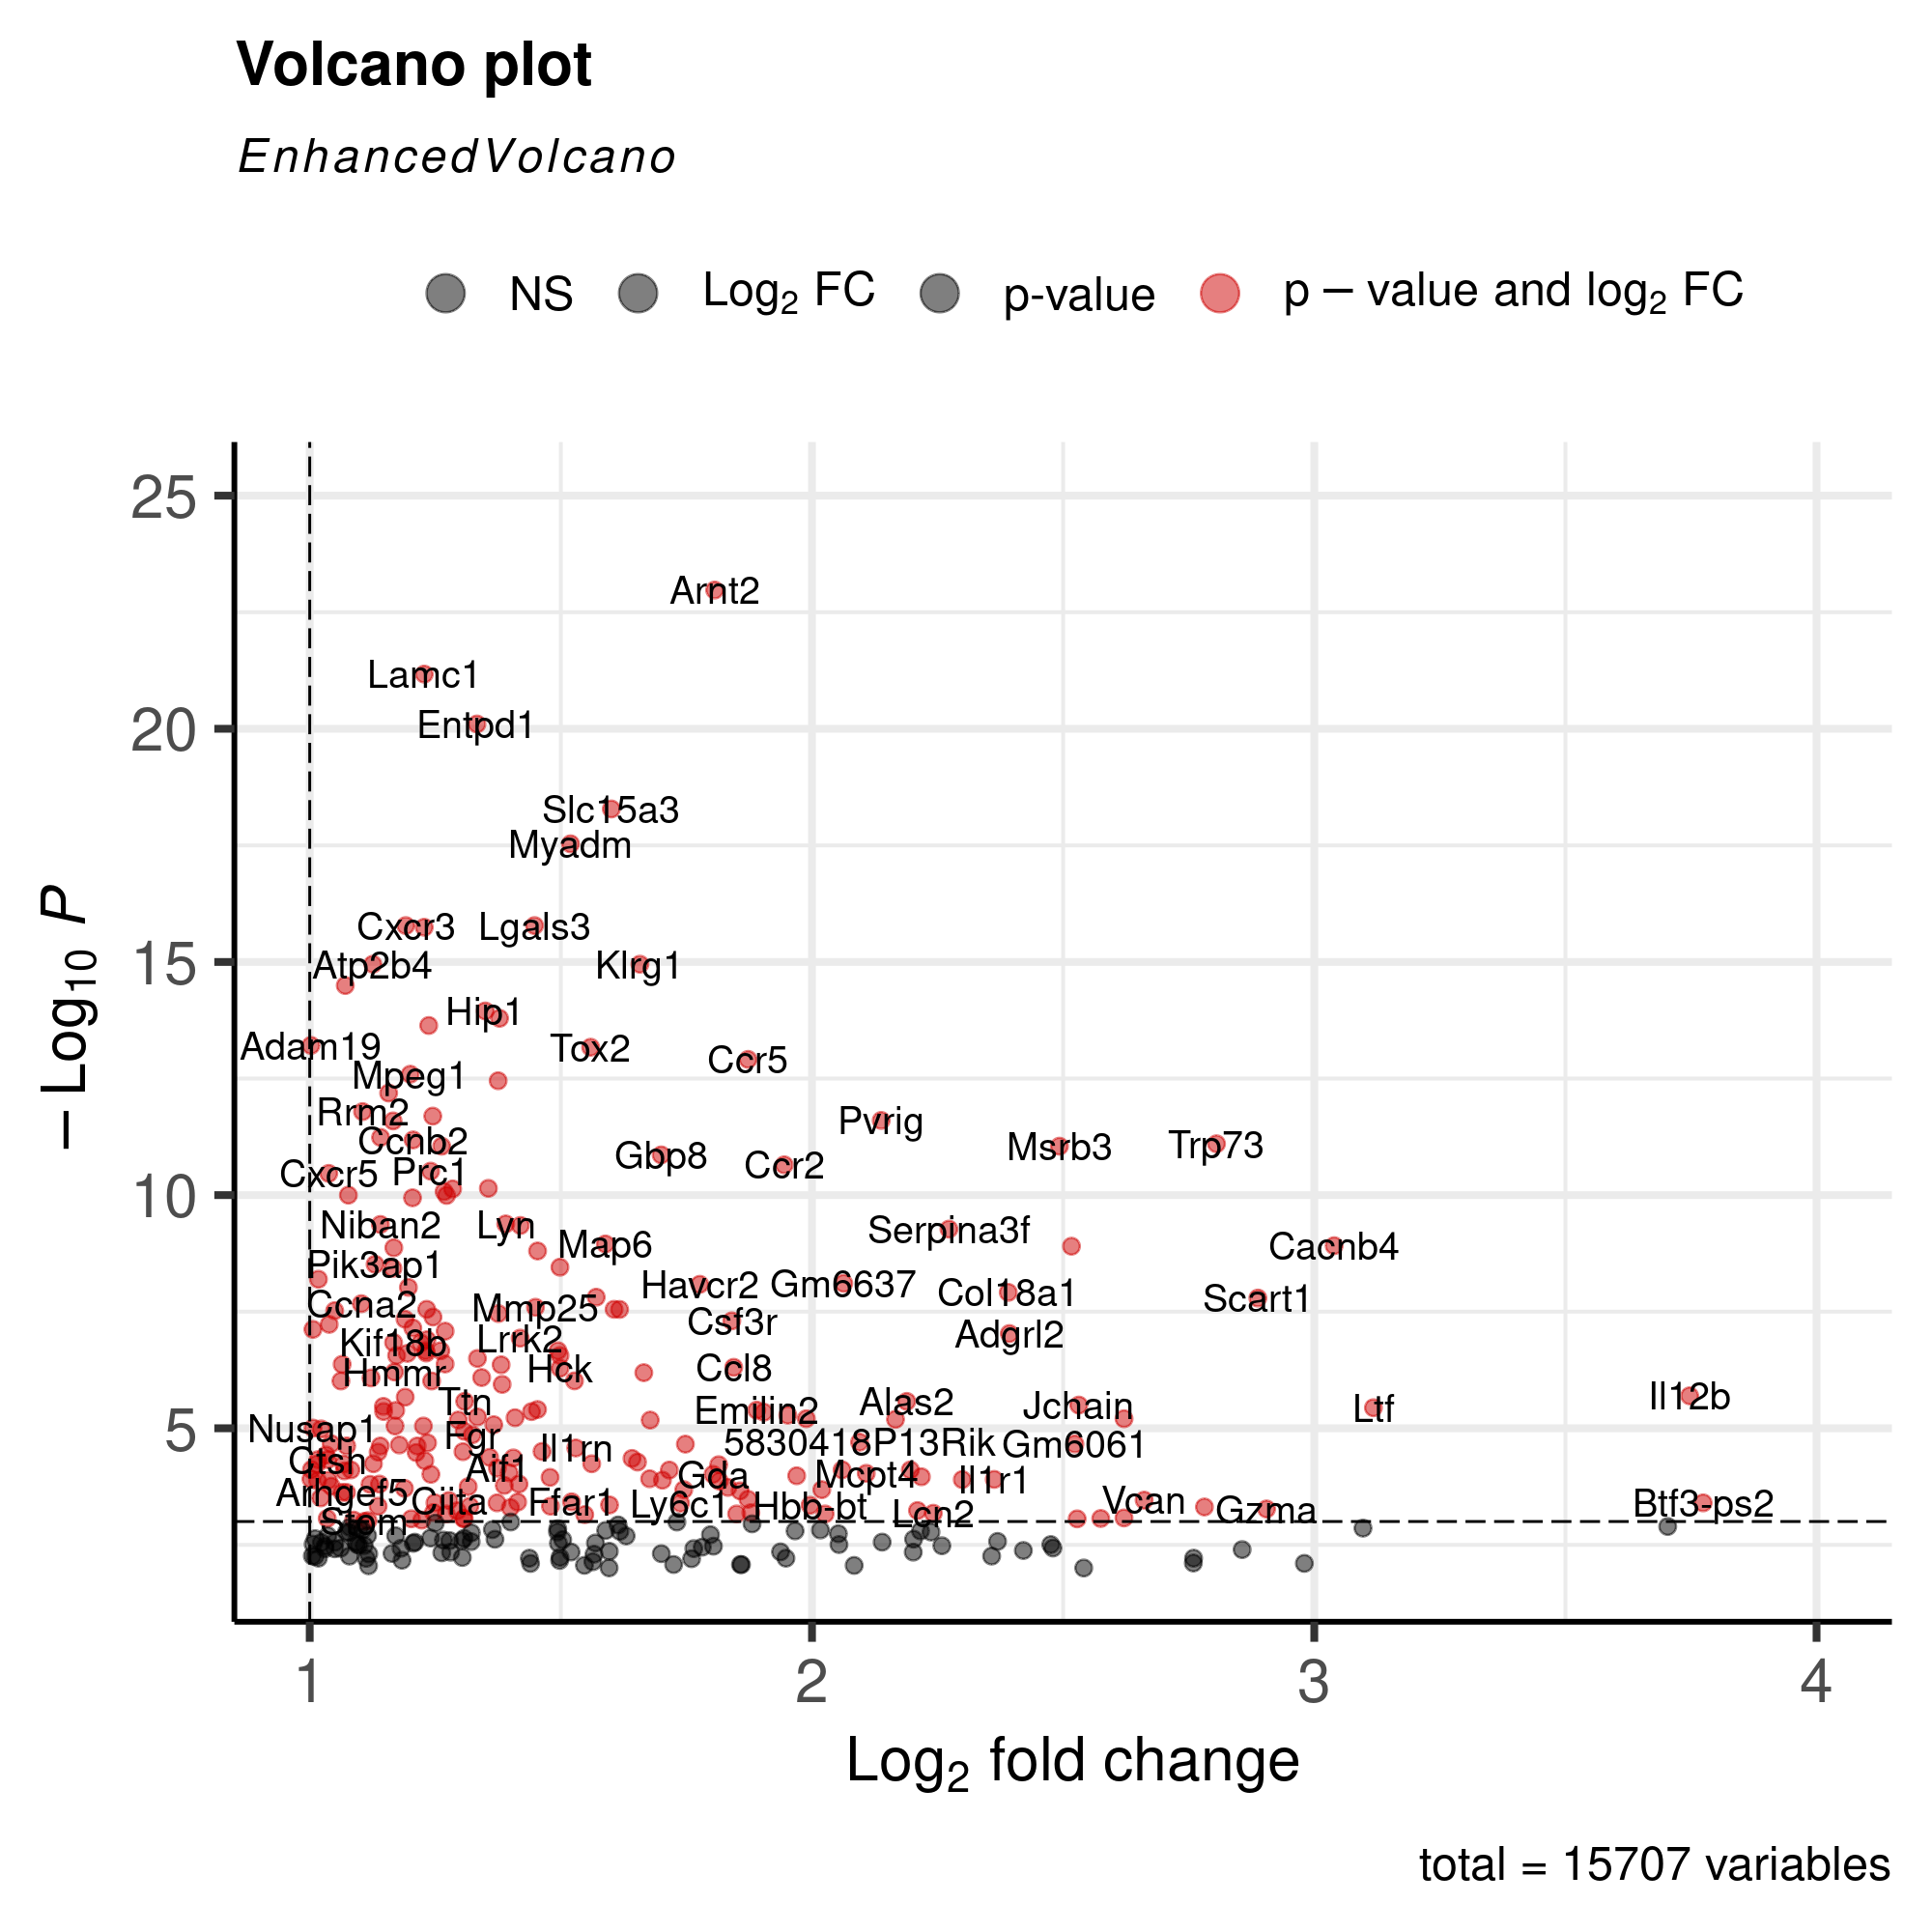 Volcano plot
EnhancedVolcano
NS Log2 FC p-value p − value and log2 FC
− Log10 P
25
20
15
10
5
Arnt2
Lamc1
Entpd1
Slc15a3
Myadm
Cxcr3 Lgals3
Atp2b4 Klrg1
Hip1
Adam19 Tox2 Ccr5
Mpeg1
Rrm2 Pvrig
Ccnb2 Msrb3 Trp73
Gbp8 Ccr2
Cxcr5 Prc1
Niban2 Lyn Serpina3f
Map6 Cacnb4
Pik3ap1 Havcr2 Gm6637 Col18a1 Scart1
Ccna2 Mmp25 Csf3r
Kif18b Lrrk2 Adgrl2
Hmmr Hck Ccl8
Ttn Emilin2 Alas2 Jchain Ltf Il12b
Nusap1 Fgr Il1rn 5830418P13Rik Gm6061
Ctsh Aif1 Gda Mcpt4 Il1r1
Arhgef5 Ciita Ffar1 Ly6c1 Hbb-bt Lcn2 Vcan Gzma Btf3-ps2
Stom
1 2 3 4
Log2 fold change
total = 15707 variables